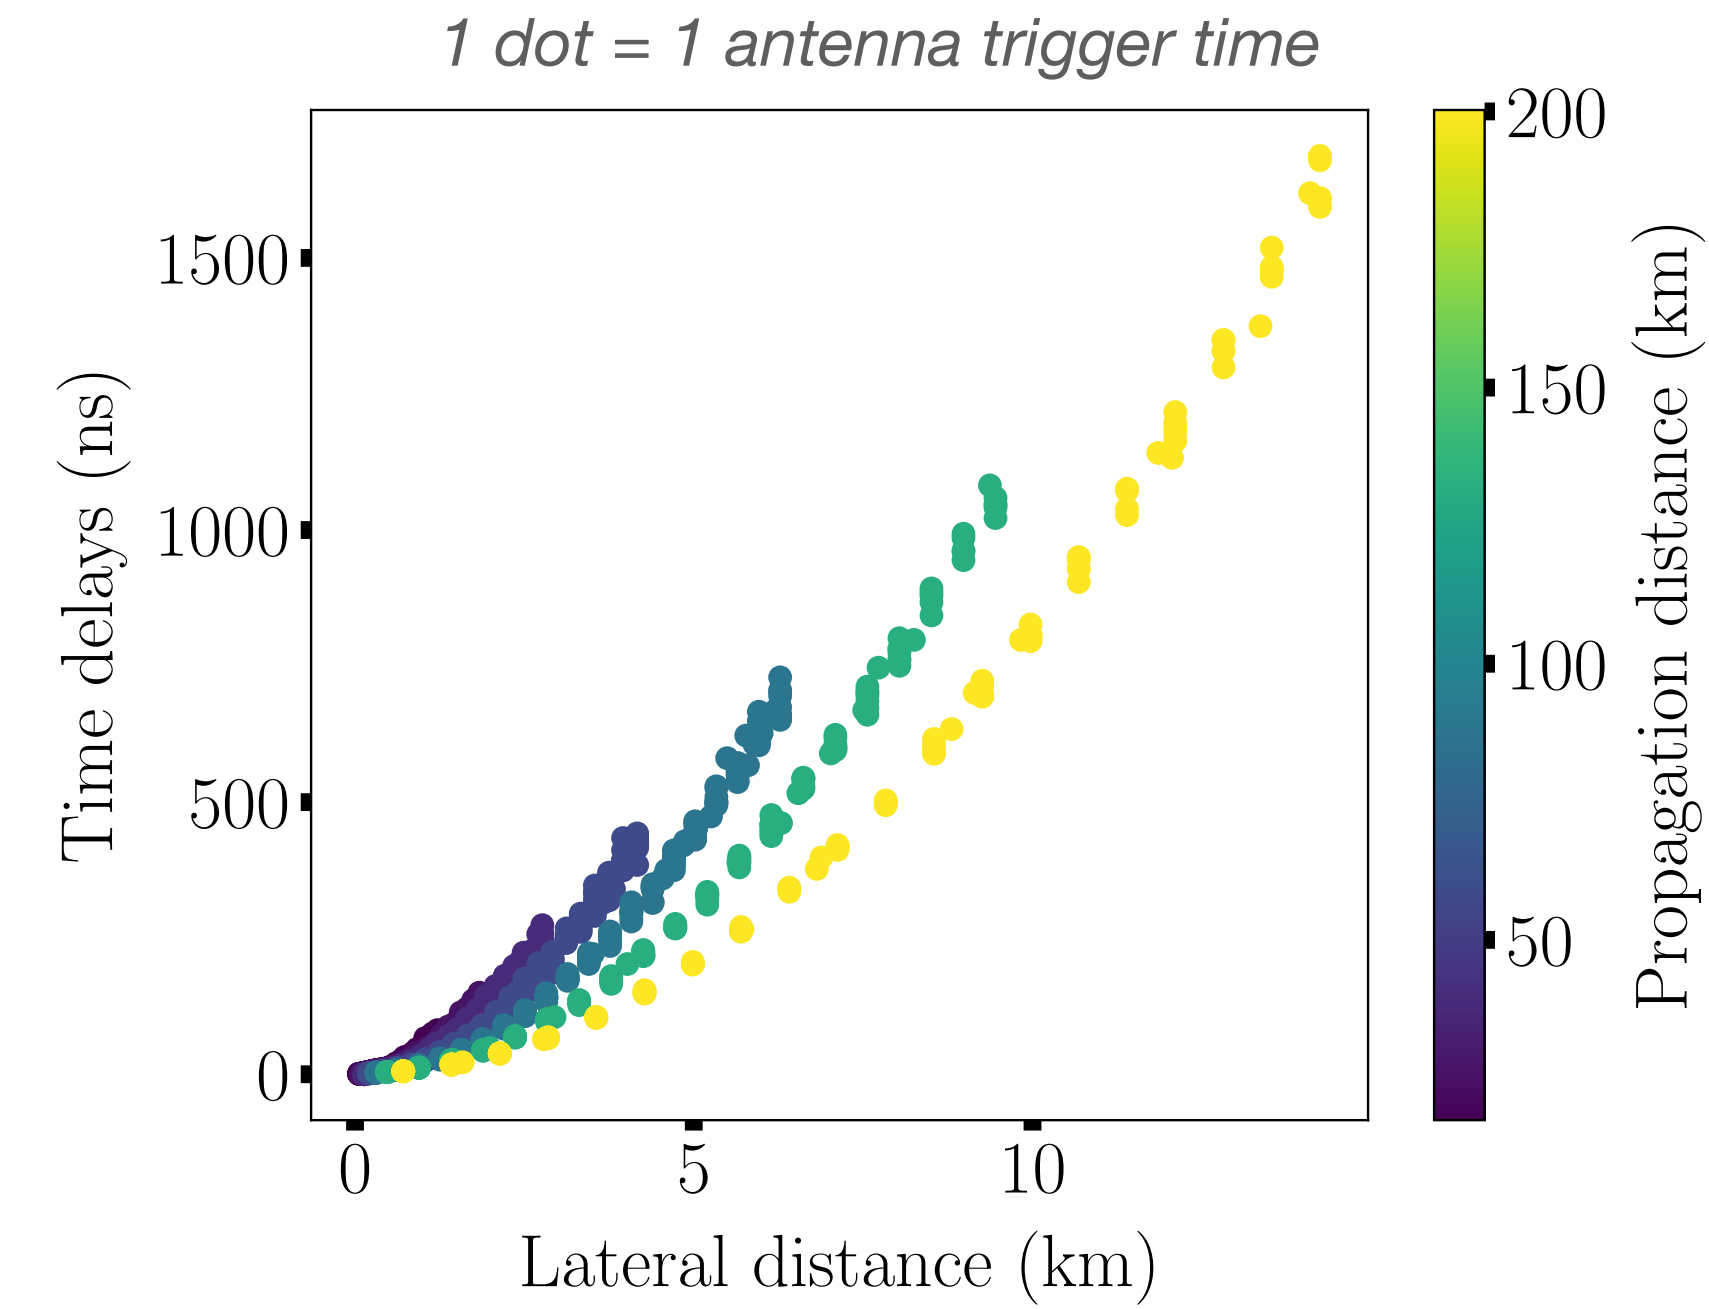 1 dot = 1 antenna trigger time
Time delays (ns)
1500
1000
500
0
0
5
10
Lateral distance (km)
200
150
100
50
Propagation distance (km)